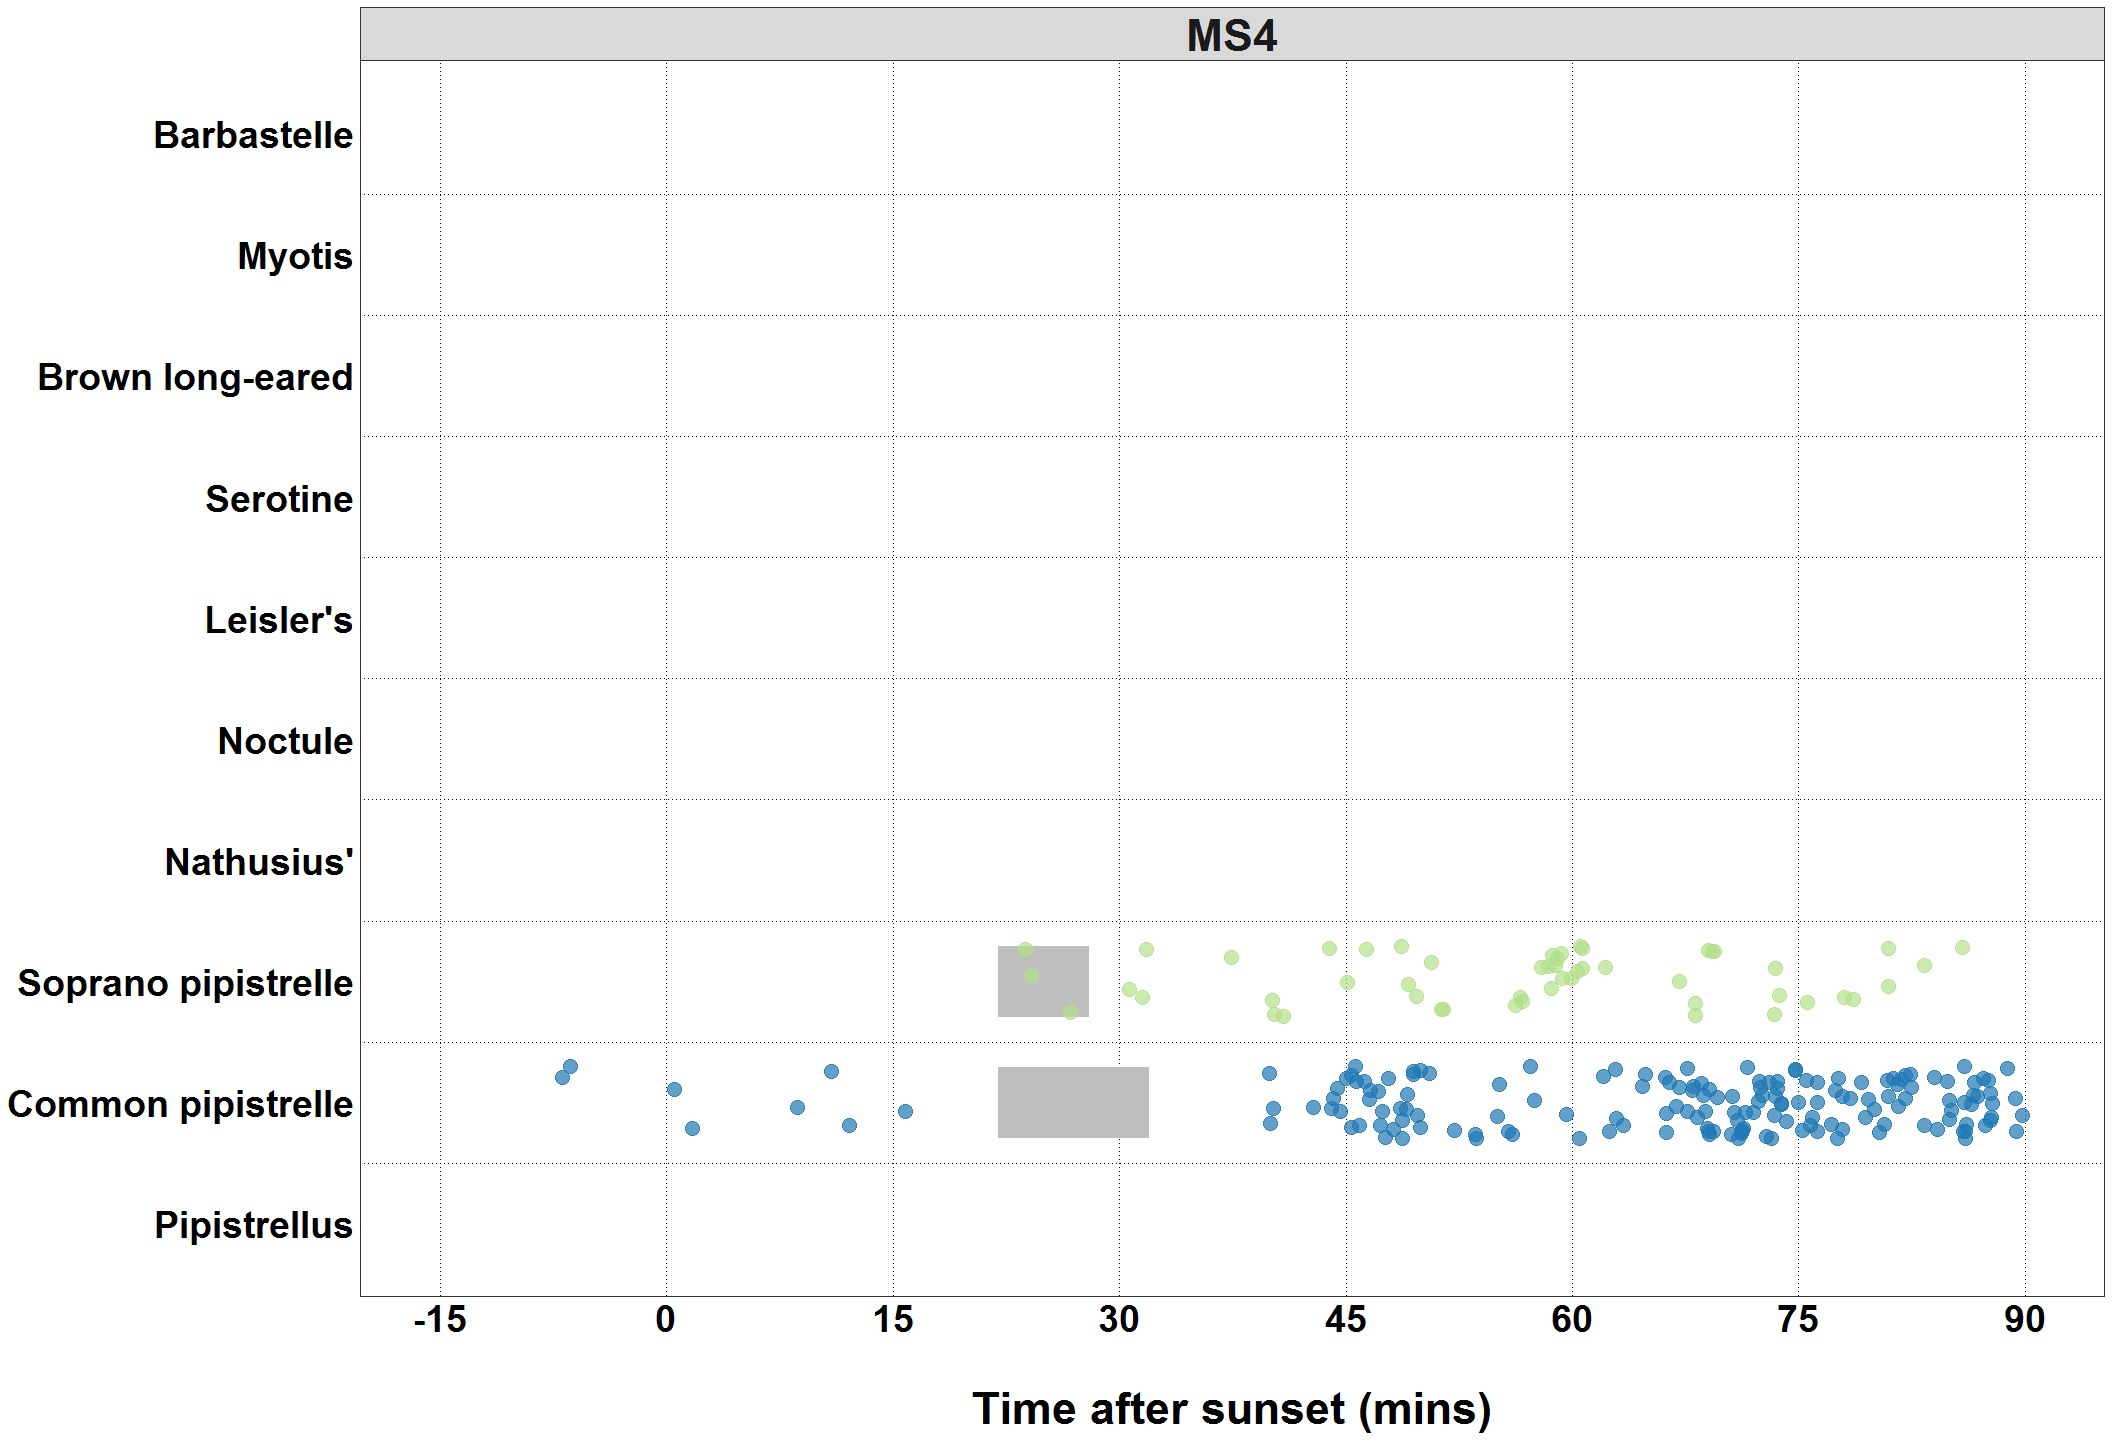 MS4
Barbastelle
Myotis
Brown long-eared
Serotine
Leisler's
Noctule
Nathusius'
Soprano pipistrelle
Common pipistrelle
Pipistrellus
-15 0 15 30 45 60 75 90
Time after sunset (mins)